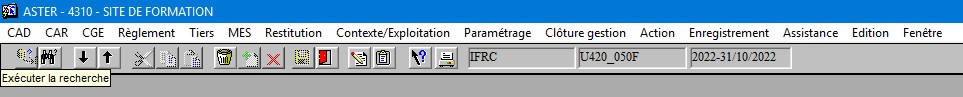 ASTER - 4310 - SITE DE FORMATION
CAD CAR CGE Règlement Tiers MES Restitution Contexte/Exploitation Paramétrage Clôture gestion Action Enregistrement Assistance Edition Fenêtre
IFRC U420_050F 2022-31/10/2022
Exécuter la recherche